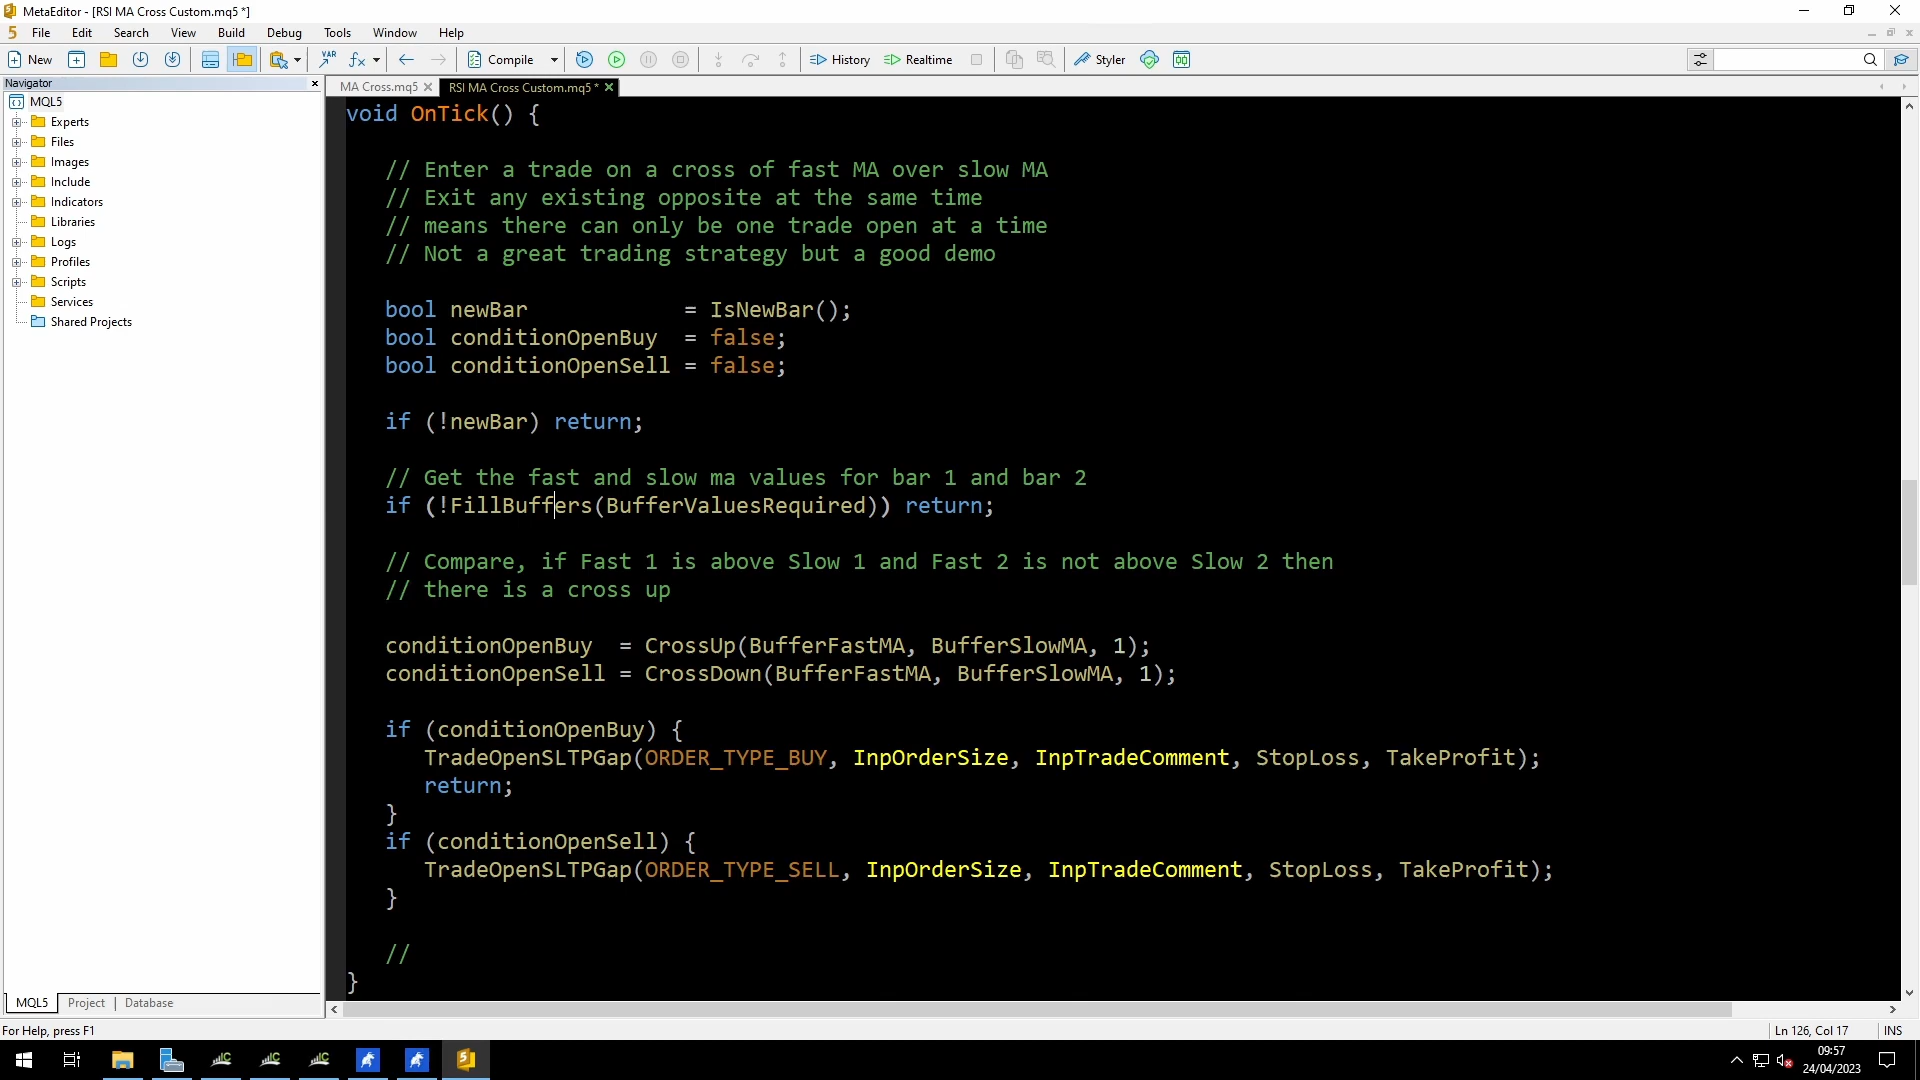 MetaEditor - [RSI MA Cross Custom.mq5 *]
5 File Edit Search View Build Debug Tools Window Help
New VAR fx Compile History Realtime Styler
Navigator
MA Cross.mq5 RSI MA Cross Custom.mq5 *
MQL5
Experts
Files
Images
Include
Indicators
Libraries
Logs
Profiles
Scripts
Services
Shared Projects
void OnTick() {
// Enter a trade on a cross of fast MA over slow MA
// Exit any existing opposite at the same time
// means there can only be one trade open at a time
// Not a great trading strategy but a good demo
bool newBar = IsNewBar();
bool conditionOpenBuy = false;
bool conditionOpenSell = false;
if (!newBar) return;
// Get the fast and slow ma values for bar 1 and bar 2
if (!FillBuffers(BufferValuesRequired)) return;
// Compare, if Fast 1 is above Slow 1 and Fast 2 is not above Slow 2 then
// there is a cross up
conditionOpenBuy = CrossUp(BufferFastMA, BufferSlowMA, 1);
conditionOpenSell = CrossDown(BufferFastMA, BufferSlowMA, 1);
if (conditionOpenBuy) {
TradeOpenSLTPGap(ORDER_TYPE_BUY, InpOrderSize, InpTradeComment, StopLoss, TakeProfit);
return;
}
if (conditionOpenSell) {
TradeOpenSLTPGap(ORDER_TYPE_SELL, InpOrderSize, InpTradeComment, StopLoss, TakeProfit);
}
//
}
MQL5 Project | Database
For Help, press F1
Ln 126, Col 17 INS
IC IC IC 5
09:57
24/04/2023